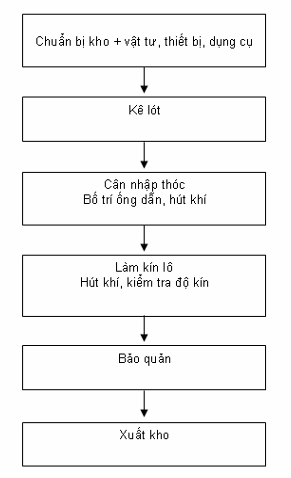 Chuẩn bị kho + vật tư, thiết bị, dụng cụ
Kê lót
Cân nhập thóc
Bố trí ống dẫn, hút khí
Làm kín lô
Hút khí, kiểm tra độ kín
Bảo quản
Xuất kho